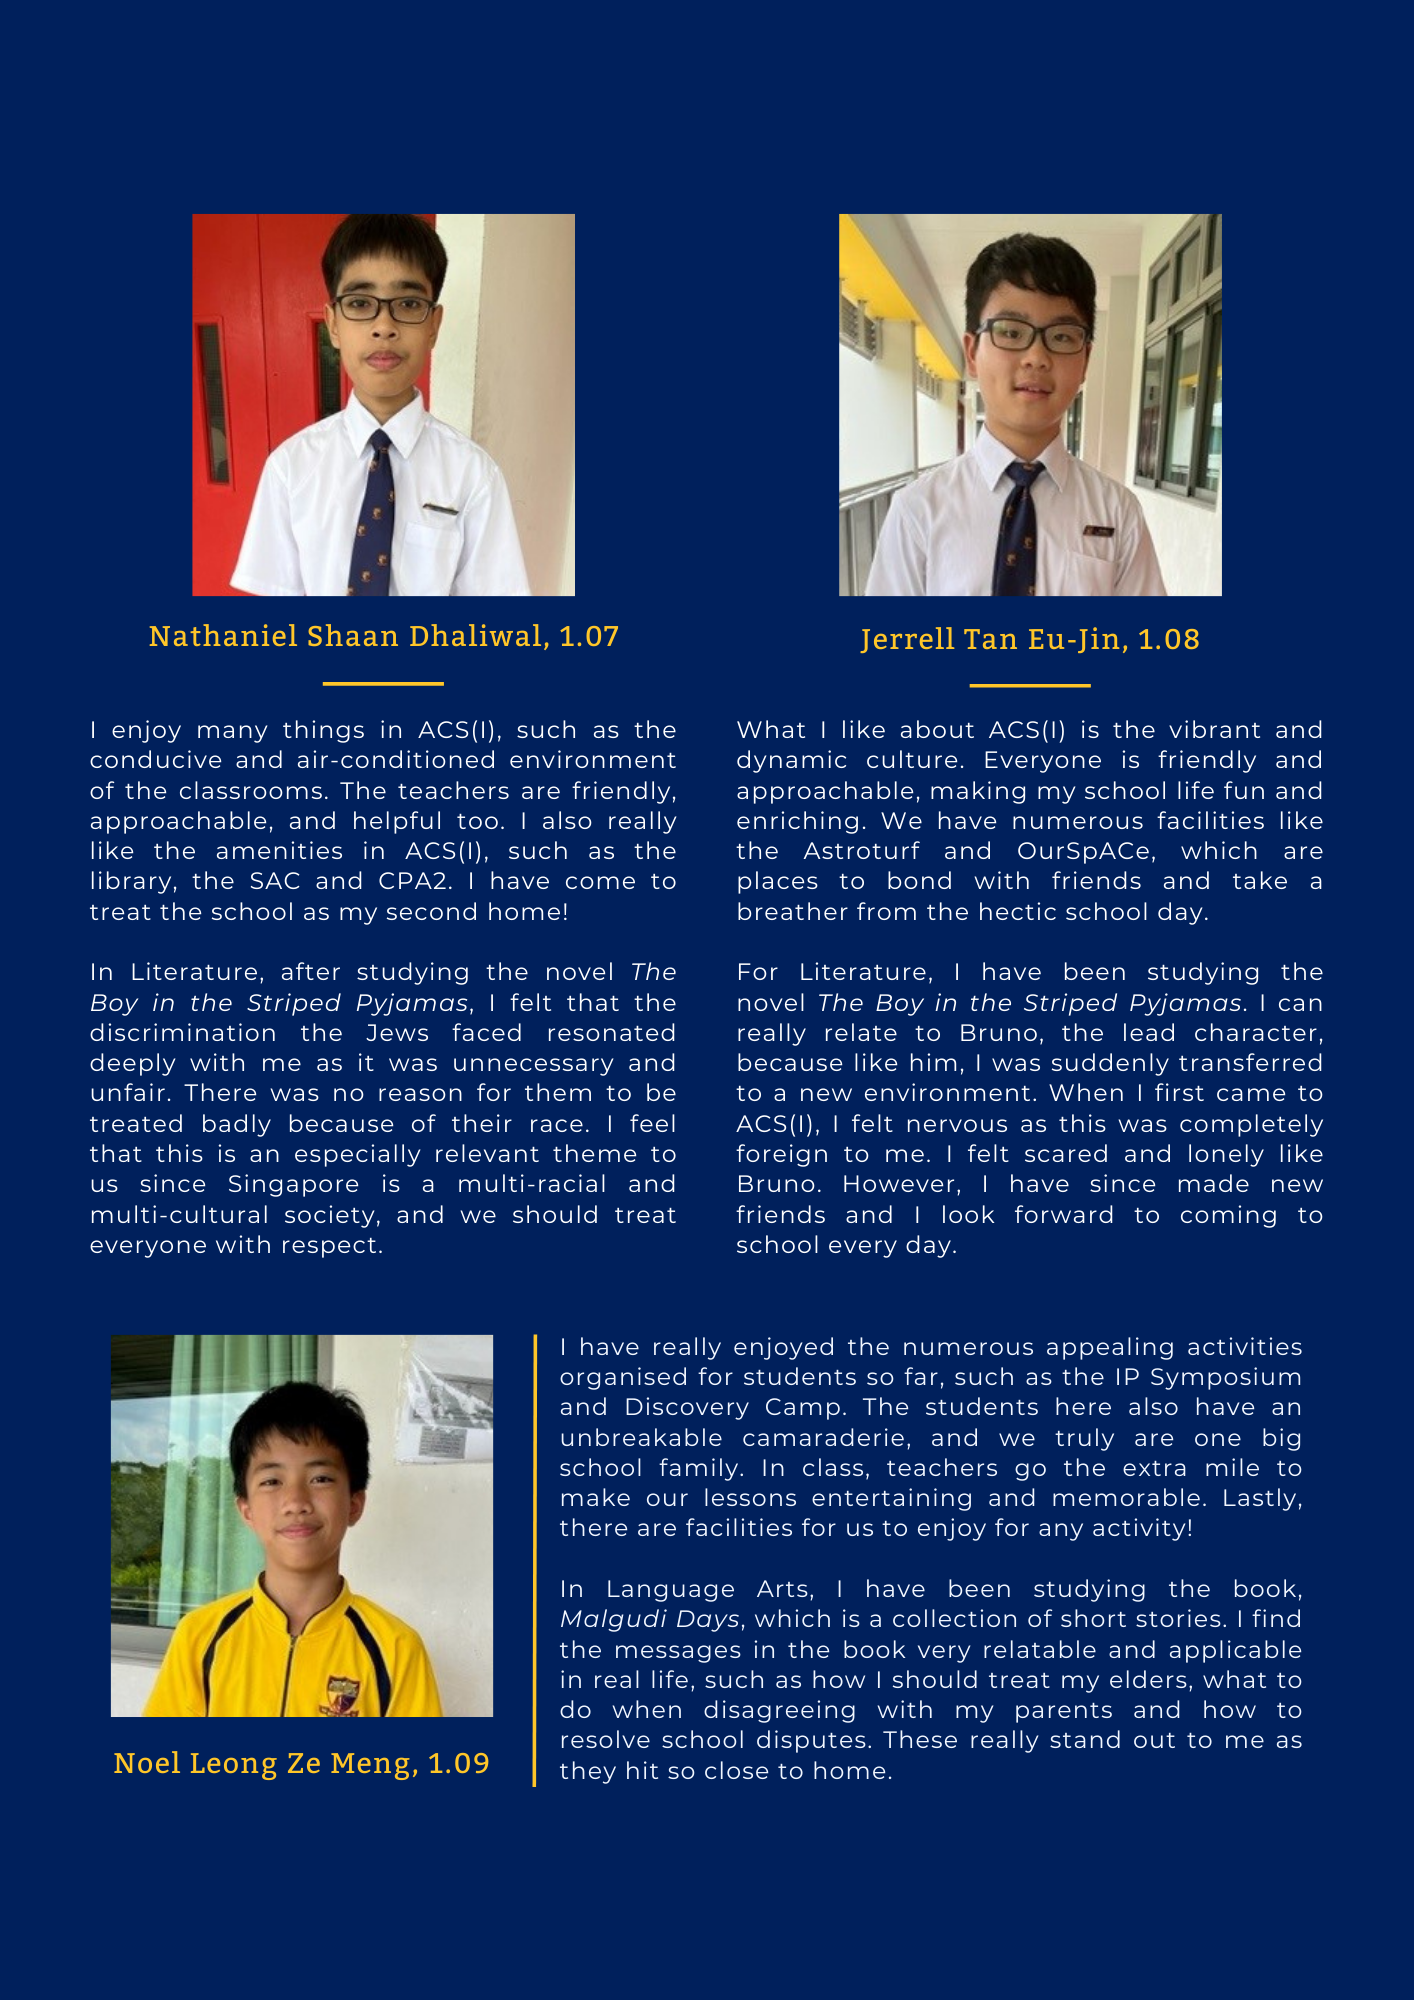 Nathaniel Shaan Dhaliwal, 1.07
I enjoy many things in ACS(I), such as the
conducive and air-conditioned environment
of the classrooms. The teachers are friendly,
approachable, and helpful too. I also really
like the amenities in ACS(I), such as the
library, the SAC and CPA2. I have come to
treat the school as my second home!
In Literature, after studying the novel The
Boy in the Striped Pyjamas, I felt that the
discrimination the Jews faced resonated
deeply with me as it was unnecessary and
unfair. There was no reason for them to be
treated badly because of their race. I feel
that this is an especially relevant theme to
us since Singapore is a multi-racial and
multi-cultural society, and we should treat
everyone with respect.
Jerrell Tan Eu-Jin, 1.08
What I like about ACS(I) is the vibrant and
dynamic culture. Everyone is friendly and
approachable, making my school life fun and
enriching. We have numerous facilities like
the Astroturf and OurSpACe, which are
places to bond with friends and take a
breather from the hectic school day.
For Literature, I have been studying the
novel The Boy in the Striped Pyjamas. I can
really relate to Bruno, the lead character,
because like him, I was suddenly transferred
to a new environment. When I first came to
ACS(I), I felt nervous as this was completely
foreign to me. I felt scared and lonely like
Bruno. However, I have since made new
friends and I look forward to coming to
school every day.
Noel Leong Ze Meng, 1.09
I have really enjoyed the numerous appealing activities
organised for students so far, such as the IP Symposium
and Discovery Camp. The students here also have an
unbreakable camaraderie, and we truly are one big
school family. In class, teachers go the extra mile to
make our lessons entertaining and memorable. Lastly,
there are facilities for us to enjoy for any activity!
In Language Arts, I have been studying the book,
Malgudi Days, which is a collection of short stories. I find
the messages in the book very relatable and applicable
in real life, such as how I should treat my elders, what to
do when disagreeing with my parents and how to
resolve school disputes. These really stand out to me as
they hit so close to home.